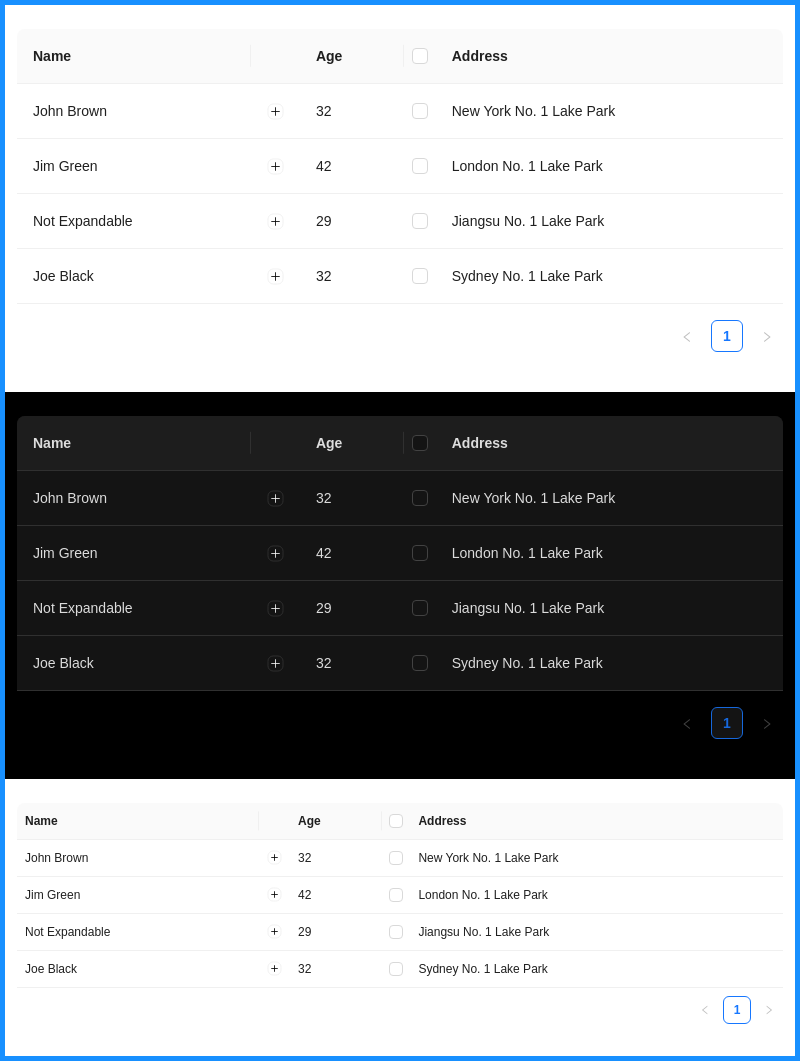 Name Age Address
John Brown 32 New York No. 1 Lake Park
Jim Green 42 London No. 1 Lake Park
Not Expandable 29 Jiangsu No. 1 Lake Park
Joe Black 32 Sydney No. 1 Lake Park
1
Name Age Address
John Brown 32 New York No. 1 Lake Park
Jim Green 42 London No. 1 Lake Park
Not Expandable 29 Jiangsu No. 1 Lake Park
Joe Black 32 Sydney No. 1 Lake Park
1
Name Age Address
John Brown 32 New York No. 1 Lake Park
Jim Green 42 London No. 1 Lake Park
Not Expandable 29 Jiangsu No. 1 Lake Park
Joe Black 32 Sydney No. 1 Lake Park
1